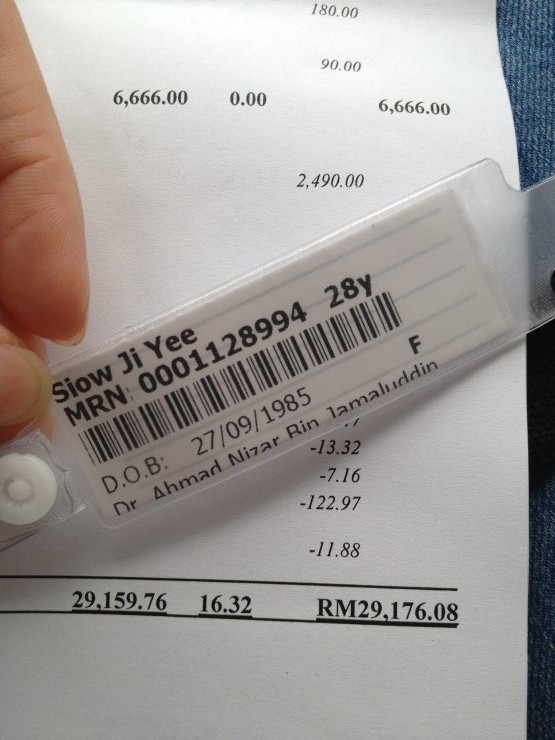 180.00
90.00
6,666.00 0.00 6,666.00
2,490.00
Siow Ji Yee
MRN: 0001128994 28y
F
D.O.B: 27/09/1985
Dr. Ahmad Nizar Bin Jamaluddin
-13.32
-7.16
-122.97
-11.88
29,159.76 16.32 RM29,176.08